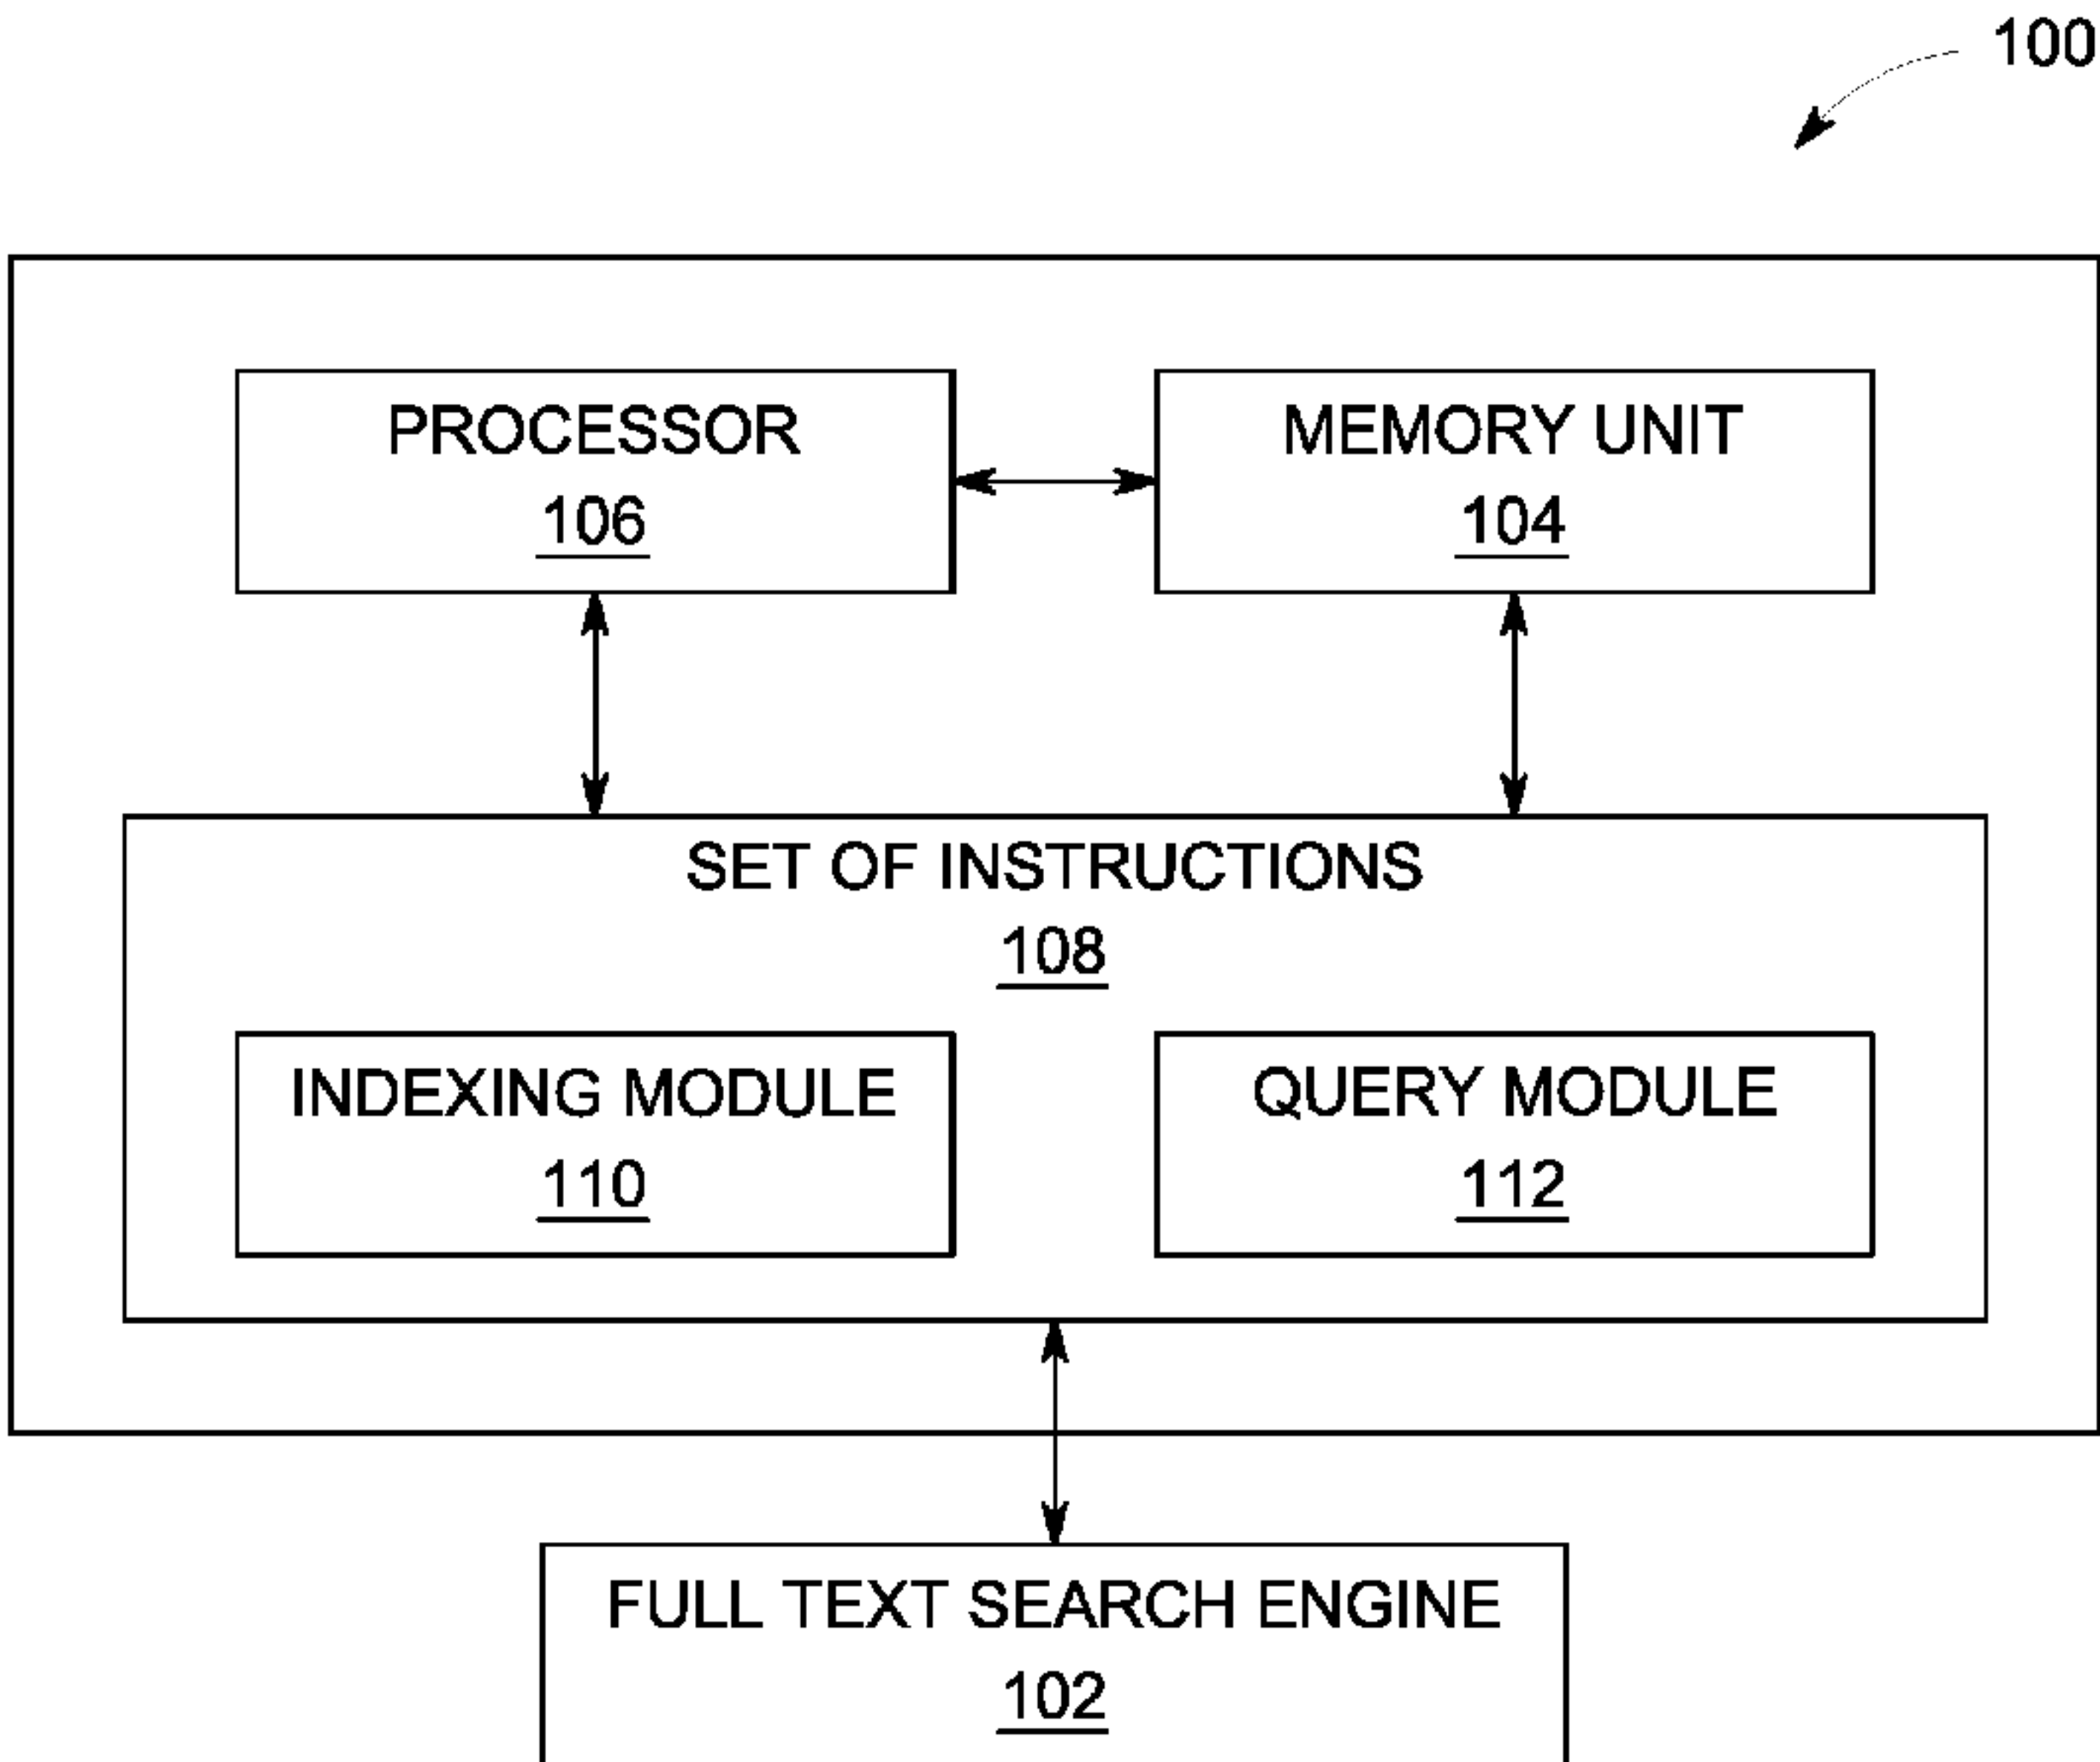 100
PROCESSOR
106
MEMORY UNIT
104
SET OF INSTRUCTIONS
108
INDEXING MODULE
110
QUERY MODULE
112
FULL TEXT SEARCH ENGINE
102